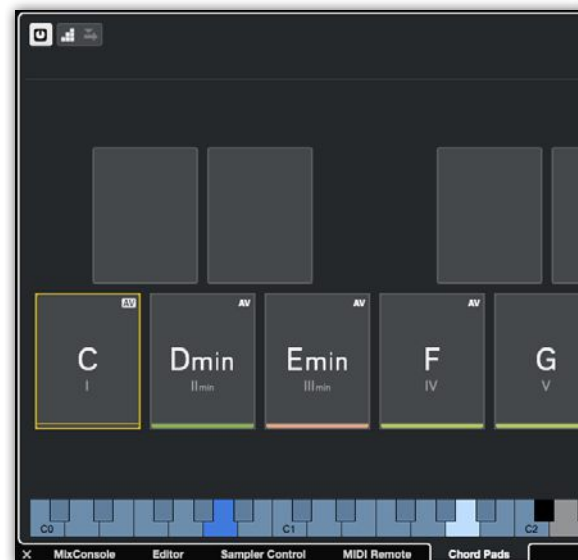 AV AV AV AV
C Dmin Emin F G
I IImin IIImin IV V
C0 C1 C2
× MixConsole Editor Sampler Control MIDI Remote Chord Pads